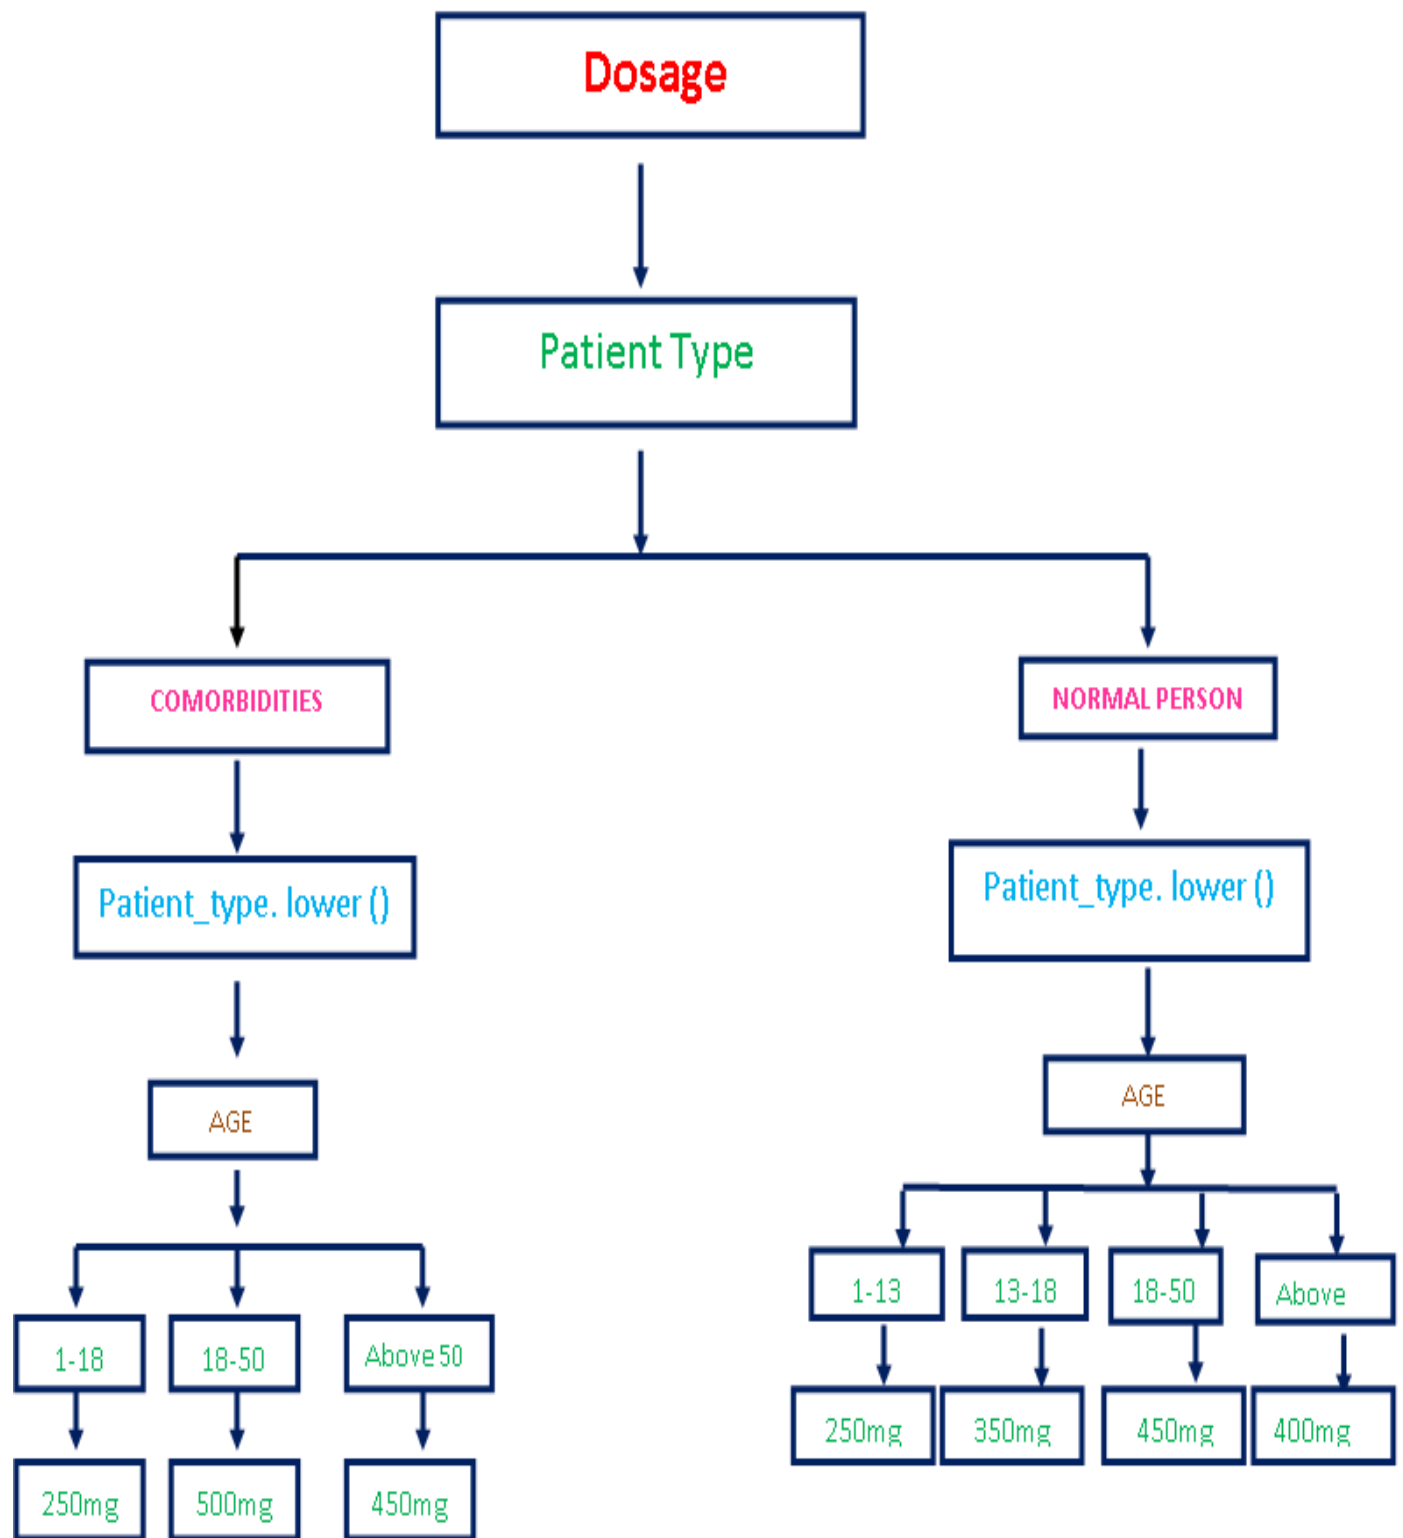 Dosage
Patient Type
COMORBIDITIES
NORMAL PERSON
Patient_type. lower ()
Patient_type. lower ()
AGE
AGE
1-13
13-18
18-50
Above
1-18
18-50
Above 50
250mg
350mg
450mg
400mg
250mg
500mg
450mg